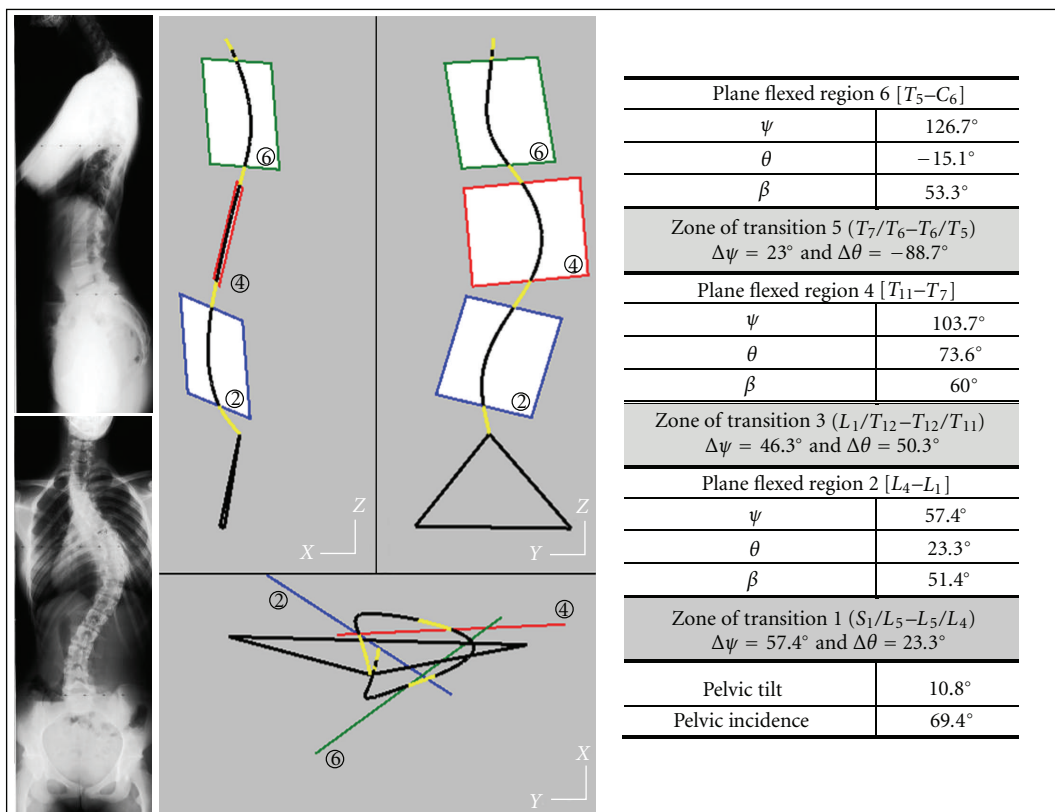 ⑥
④
②
X
Z
⑥
④
②
Y
Z
②
④
⑥
Y
X
Plane flexed region 6 [T₅–C₆]
ψ 126.7°
θ −15.1°
β 53.3°
Zone of transition 5 (T₇/T₆–T₆/T₅)
Δψ = 23° and Δθ = −88.7°
Plane flexed region 4 [T₁₁–T₇]
ψ 103.7°
θ 73.6°
β 60°
Zone of transition 3 (L₁/T₁₂–T₁₂/T₁₁)
Δψ = 46.3° and Δθ = 50.3°
Plane flexed region 2 [L₄–L₁]
ψ 57.4°
θ 23.3°
β 51.4°
Zone of transition 1 (S₁/L₅–L₅/L₄)
Δψ = 57.4° and Δθ = 23.3°
Pelvic tilt 10.8°
Pelvic incidence 69.4°